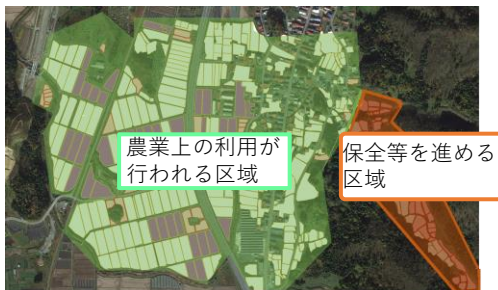 農業上の利用が
行われる区域
保全等を進める
区域